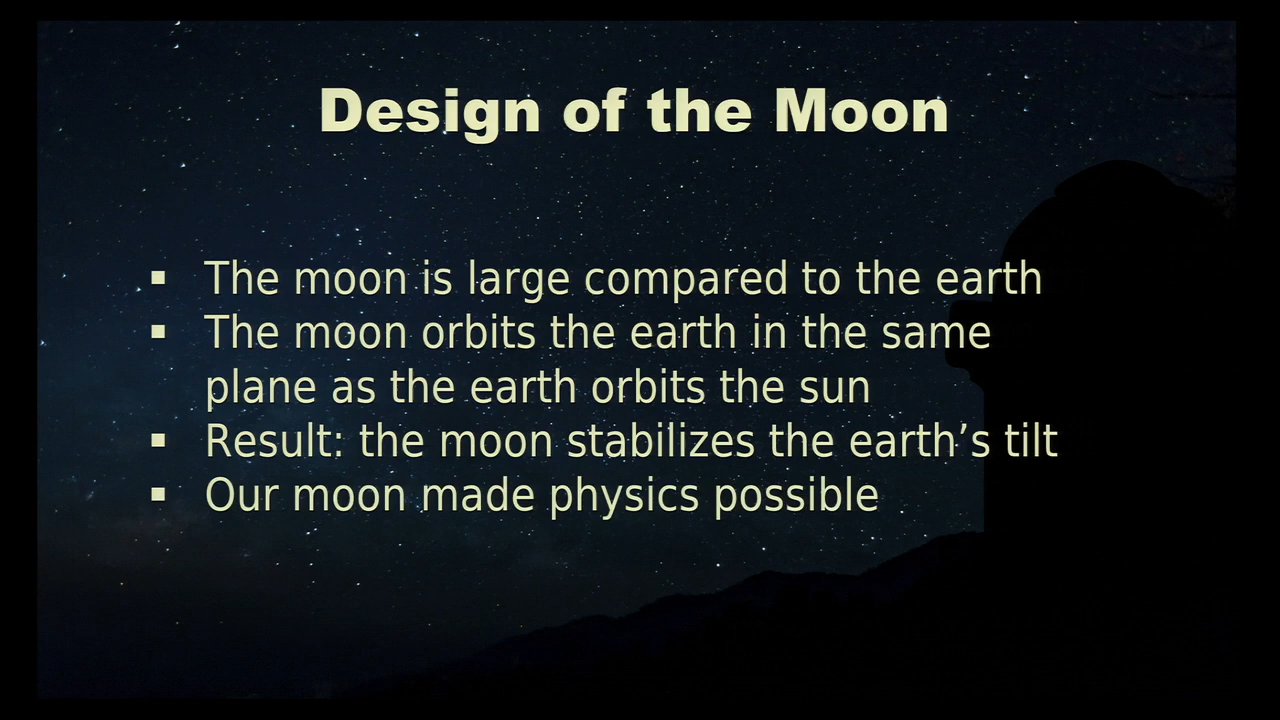 Design of the Moon
▪ The moon is large compared to the earth
▪ The moon orbits the earth in the same
plane as the earth orbits the sun
▪ Result: the moon stabilizes the earth’s tilt
▪ Our moon made physics possible